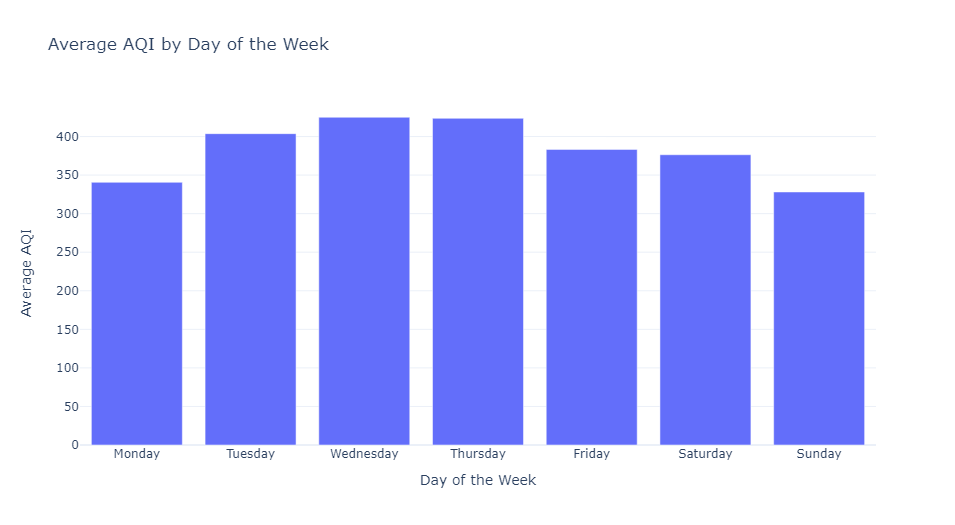 Average AQI by Day of the Week
Average AQI
400
350
300
250
200
150
100
50
0
Monday Tuesday Wednesday Thursday Friday Saturday Sunday
Day of the Week